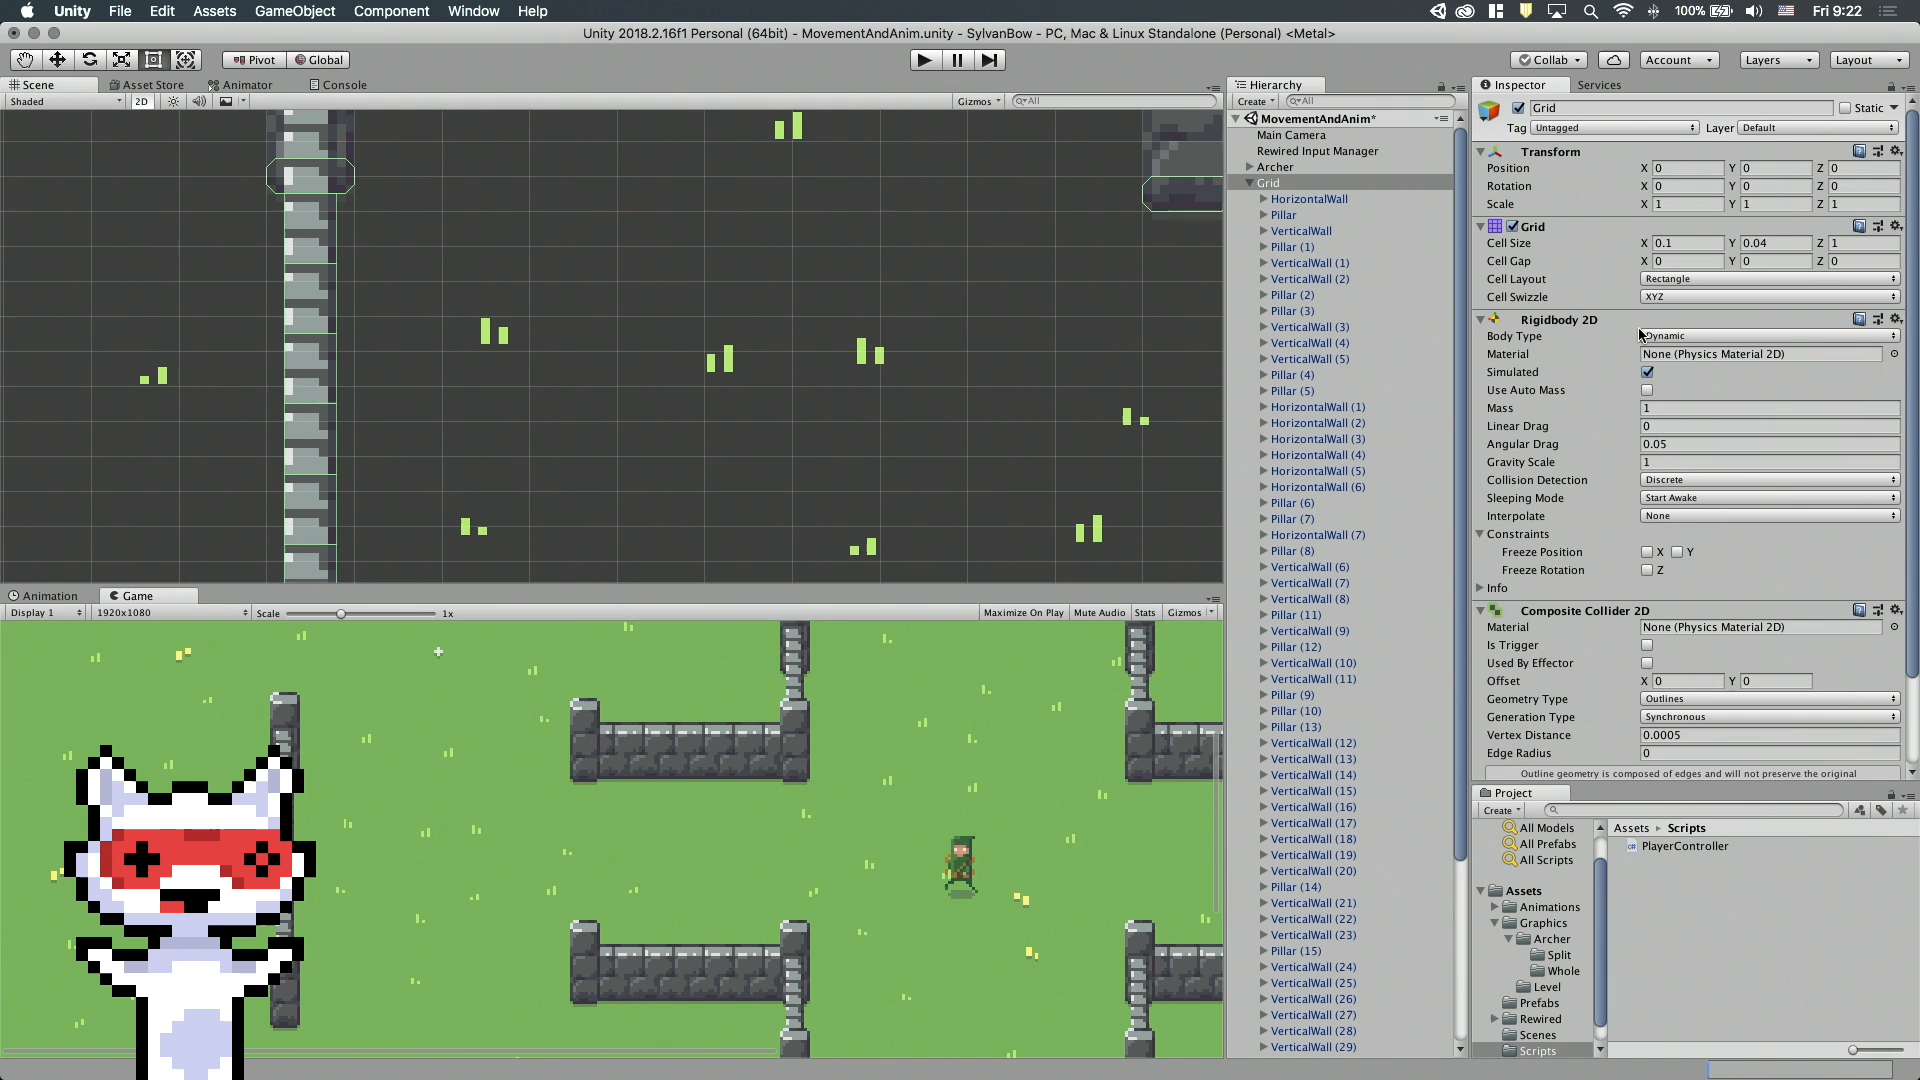 Unity File Edit Assets GameObject Component Window Help 100% Fri 9:22
Unity 2018.2.16f1 Personal (64bit) - MovementAndAnim.unity - SylvanBow - PC, Mac & Linux Standalone (Personal) <Metal>
Pivot Global Collab Account Layers Layout
Scene Asset Store Animator Console
Shaded 2D Gizmos All
Hierarchy
Create All
MovementAndAnim*
Main Camera
Rewired Input Manager
Archer
Grid
HorizontalWall
Pillar
VerticalWall
Pillar (1)
VerticalWall (1)
VerticalWall (2)
Pillar (2)
Pillar (3)
VerticalWall (3)
VerticalWall (4)
VerticalWall (5)
Pillar (4)
Pillar (5)
HorizontalWall (1)
HorizontalWall (2)
HorizontalWall (3)
HorizontalWall (4)
HorizontalWall (5)
HorizontalWall (6)
Pillar (6)
Pillar (7)
HorizontalWall (7)
Pillar (8)
VerticalWall (6)
VerticalWall (7)
VerticalWall (8)
Pillar (11)
VerticalWall (9)
Pillar (12)
VerticalWall (10)
VerticalWall (11)
Pillar (9)
Pillar (10)
Pillar (13)
VerticalWall (12)
VerticalWall (13)
VerticalWall (14)
VerticalWall (15)
VerticalWall (16)
VerticalWall (17)
VerticalWall (18)
VerticalWall (19)
VerticalWall (20)
Pillar (14)
VerticalWall (21)
VerticalWall (22)
VerticalWall (23)
Pillar (15)
VerticalWall (24)
VerticalWall (25)
VerticalWall (26)
VerticalWall (27)
VerticalWall (28)
VerticalWall (29)
Inspector Services
Grid Static
Tag Untagged Layer Default
Transform
Position X 0 Y 0 Z 0
Rotation X 0 Y 0 Z 0
Scale X 1 Y 1 Z 1
Grid
Cell Size X 0.1 Y 0.04 Z 1
Cell Gap X 0 Y 0 Z 0
Cell Layout Rectangle
Cell Swizzle XYZ
Rigidbody 2D
Body Type Dynamic
Material None (Physics Material 2D)
Simulated
Use Auto Mass
Mass 1
Linear Drag 0
Angular Drag 0.05
Gravity Scale 1
Collision Detection Discrete
Sleeping Mode Start Awake
Interpolate None
Constraints
Freeze Position X Y
Freeze Rotation Z
Info
Composite Collider 2D
Material None (Physics Material 2D)
Is Trigger
Used By Effector
Offset X 0 Y 0
Geometry Type Outlines
Generation Type Synchronous
Vertex Distance 0.0005
Edge Radius 0
Outline geometry is composed of edges and will not preserve the original
Animation Game
Display 1 1920x1080 Scale 1x Maximize On Play Mute Audio Stats Gizmos
Project
Create
All Models
All Prefabs
All Scripts
Assets
Animations
Graphics
Archer
Split
Whole
Level
Prefabs
Rewired
Scenes
Scripts
Assets Scripts
PlayerController